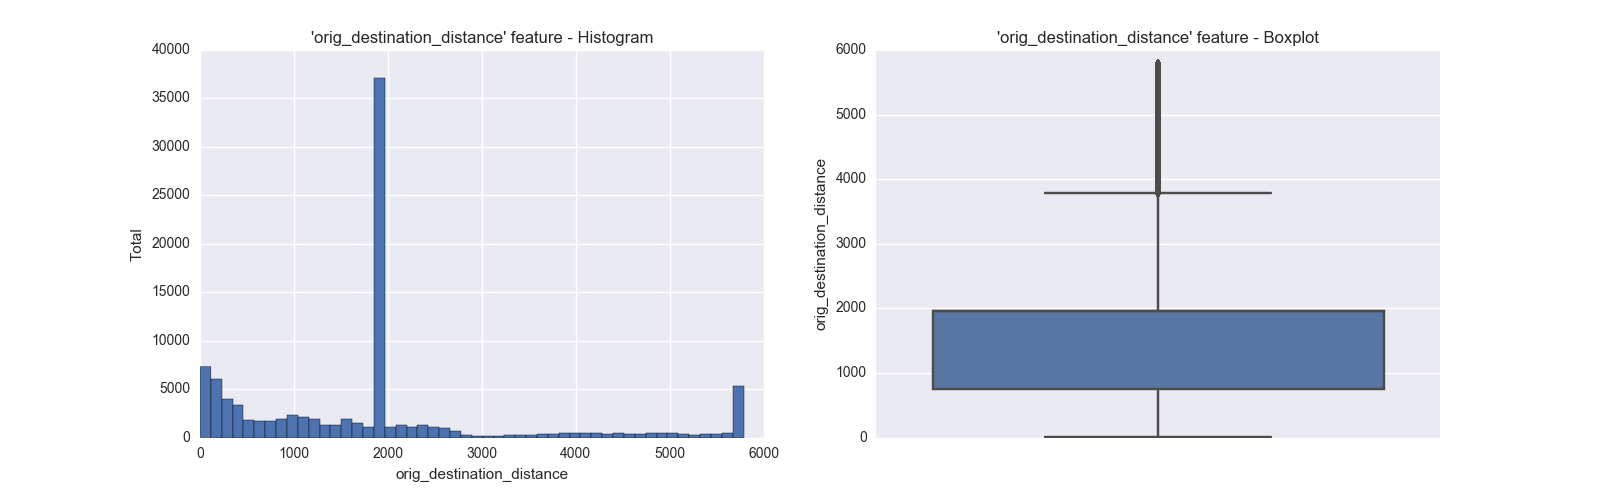 'orig_destination_distance' feature - Histogram
40000
35000
30000
25000
20000
15000
10000
5000
0
Total
0 1000 2000 3000 4000 5000 6000
orig_destination_distance
'orig_destination_distance' feature - Boxplot
6000
5000
4000
3000
2000
1000
0
orig_destination_distance